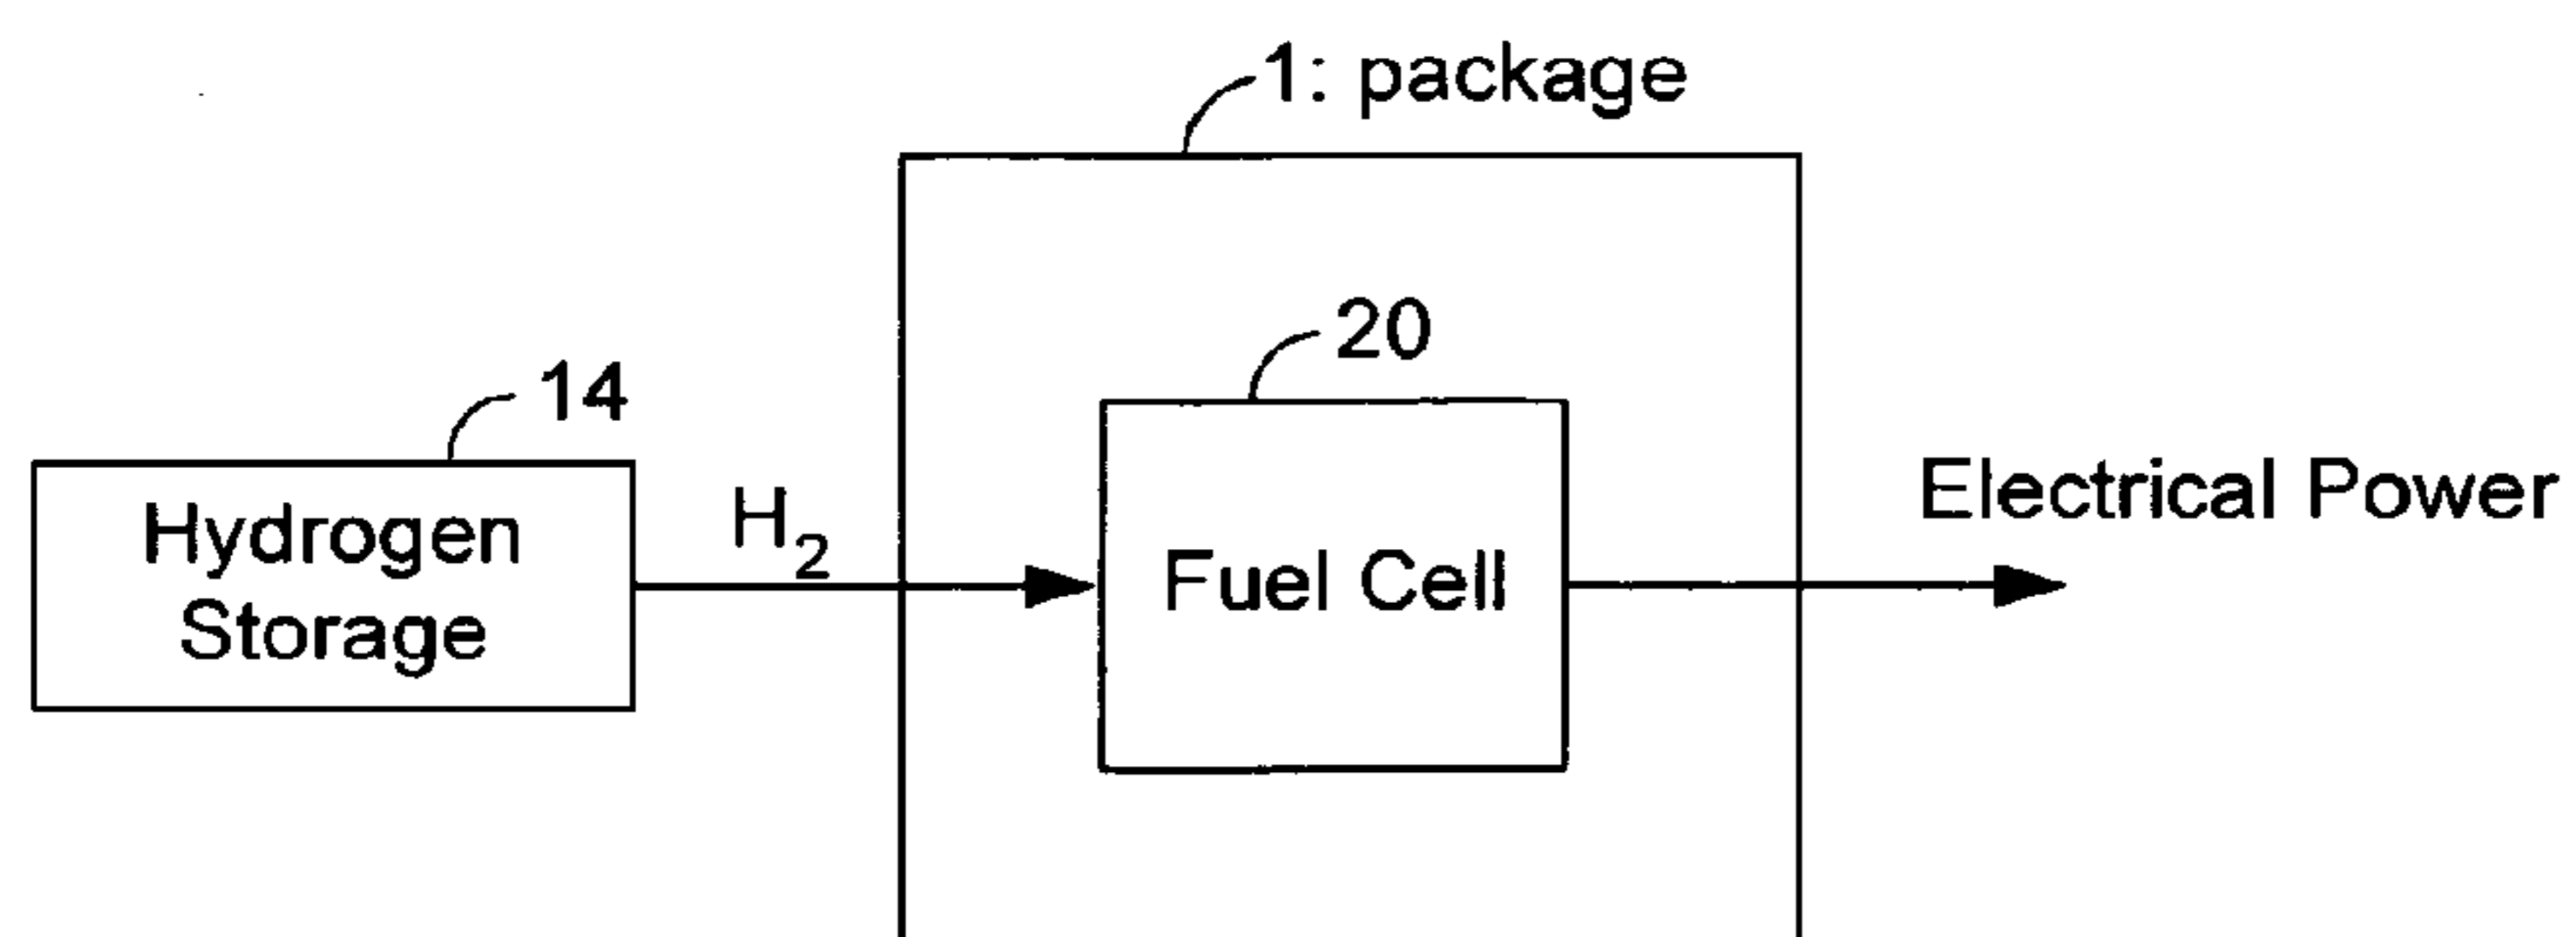 1: package
20
14
Hydrogen
Storage
H2
Fuel Cell
Electrical Power